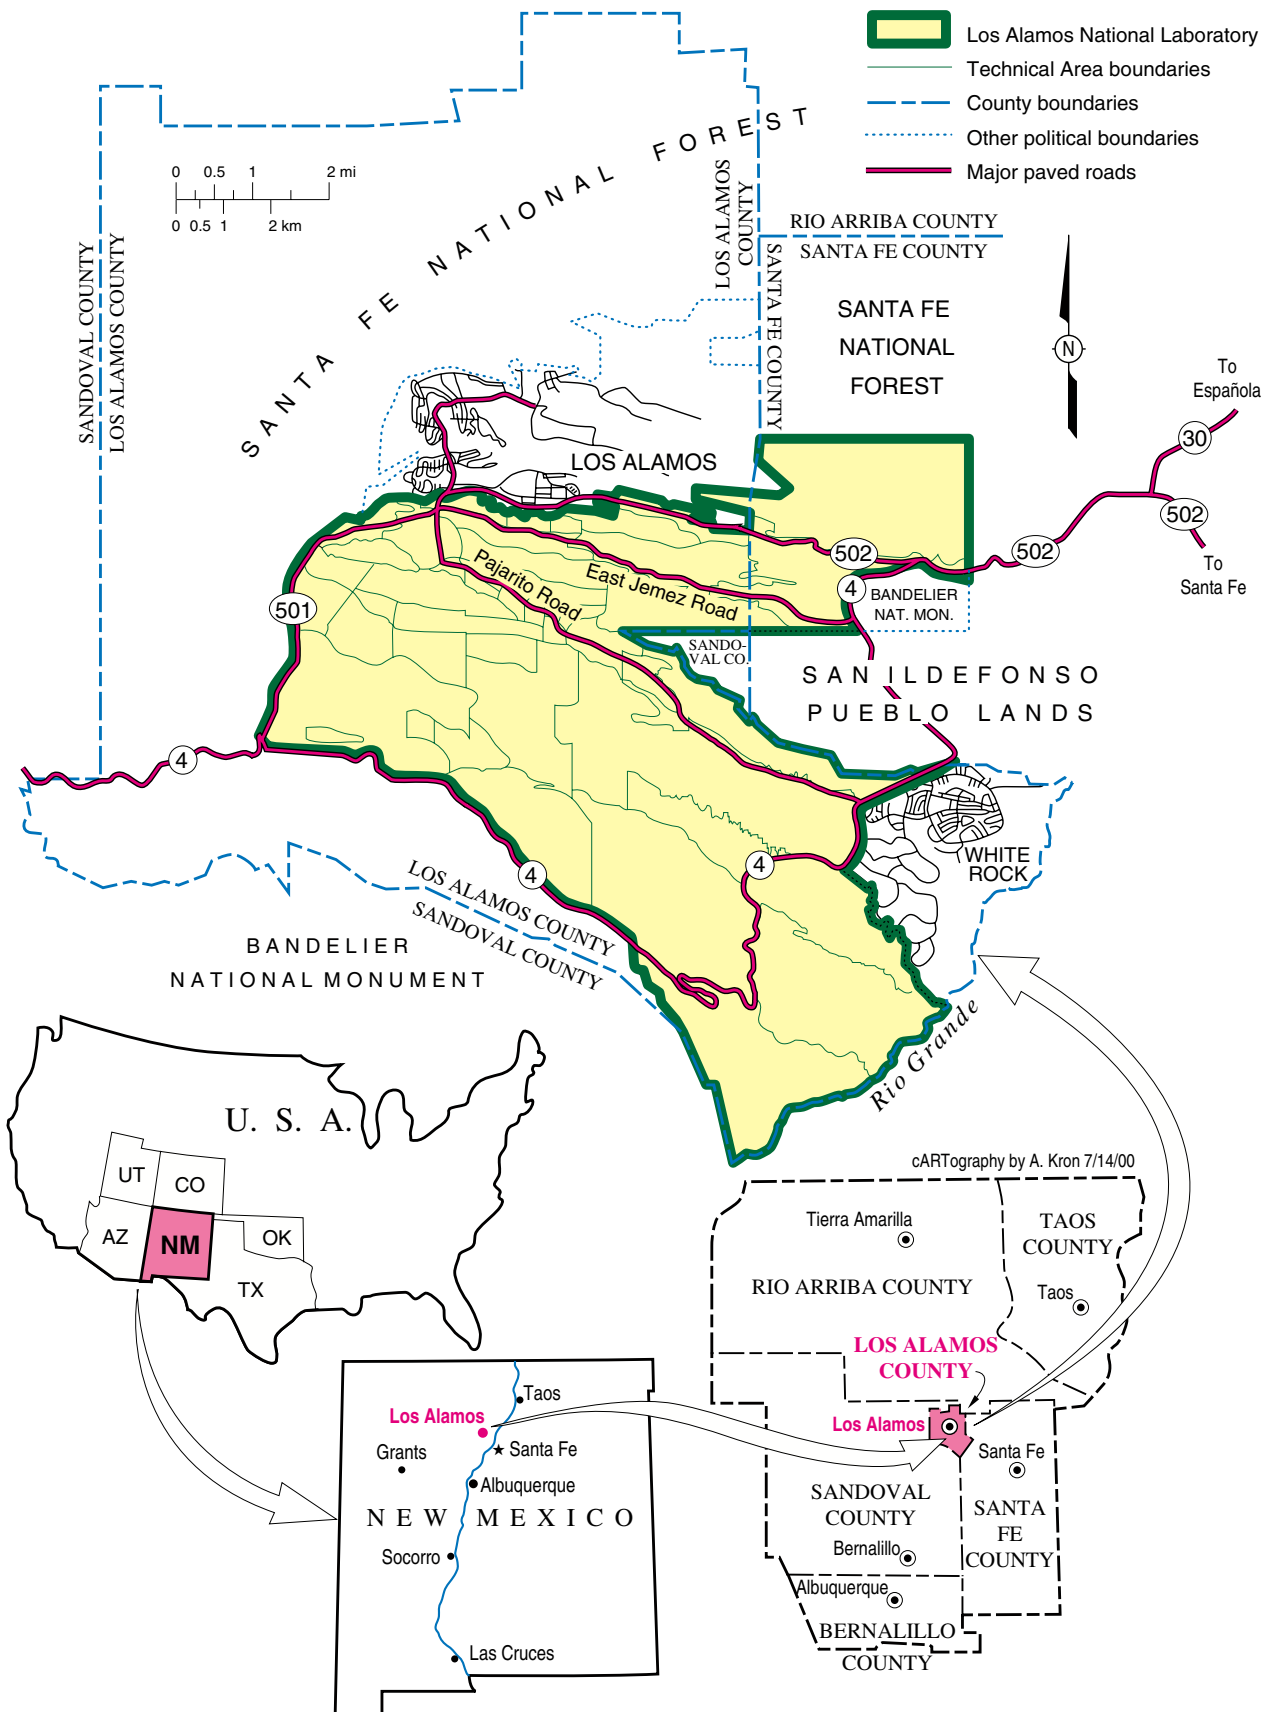 Los Alamos National Laboratory
Technical Area boundaries
County boundaries
Other political boundaries
Major paved roads
0 0.5 1 2 mi
0 0.5 1 2 km
SANTA FE NATIONAL FOREST
SANDOVAL COUNTY
LOS ALAMOS COUNTY
LOS ALAMOS
COUNTY
SANTA FE COUNTY
RIO ARRIBA COUNTY
SANTA FE COUNTY
SANTA FE
NATIONAL
FOREST
N
To
Española
30
502
To
Santa Fe
502
502
4
BANDELIER
NAT. MON.
LOS ALAMOS
Pajarito Road
East Jemez Road
501
SANDO-
VAL CO.
SAN ILDEFONSO
PUEBLO LANDS
4
4
4
WHITE
ROCK
LOS ALAMOS COUNTY
SANDOVAL COUNTY
BANDELIER
NATIONAL MONUMENT
Rio Grande
U. S. A.
UT
CO
AZ
NM
OK
TX
cARTography by A. Kron 7/14/00
Tierra Amarilla
TAOS
COUNTY
RIO ARRIBA COUNTY
Taos
LOS ALAMOS
COUNTY
Los Alamos
Santa Fe
SANDOVAL
COUNTY
SANTA
FE
COUNTY
Bernalillo
Albuquerque
BERNALILLO
COUNTY
Taos
Los Alamos
Grants
Santa Fe
Albuquerque
NEW MEXICO
Socorro
Las Cruces